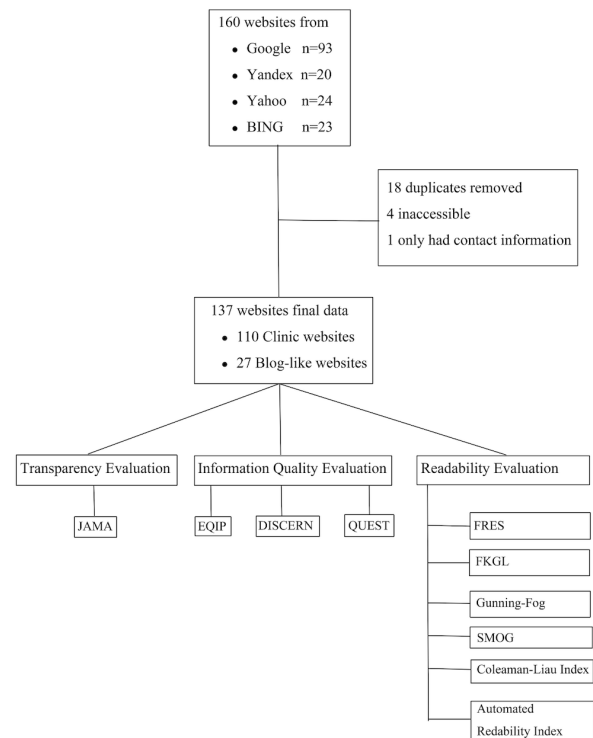 160 websites from
• Google n=93
• Yandex n=20
• Yahoo n=24
• BING n=23
18 duplicates removed
4 inaccessible
1 only had contact information
137 websites final data
• 110 Clinic websites
• 27 Blog-like websites
Transparency Evaluation
Information Quality Evaluation
Readability Evaluation
JAMA
EQIP
DISCERN
QUEST
FRES
FKGL
Gunning-Fog
SMOG
Coleaman-Liau Index
Automated
Redability Index